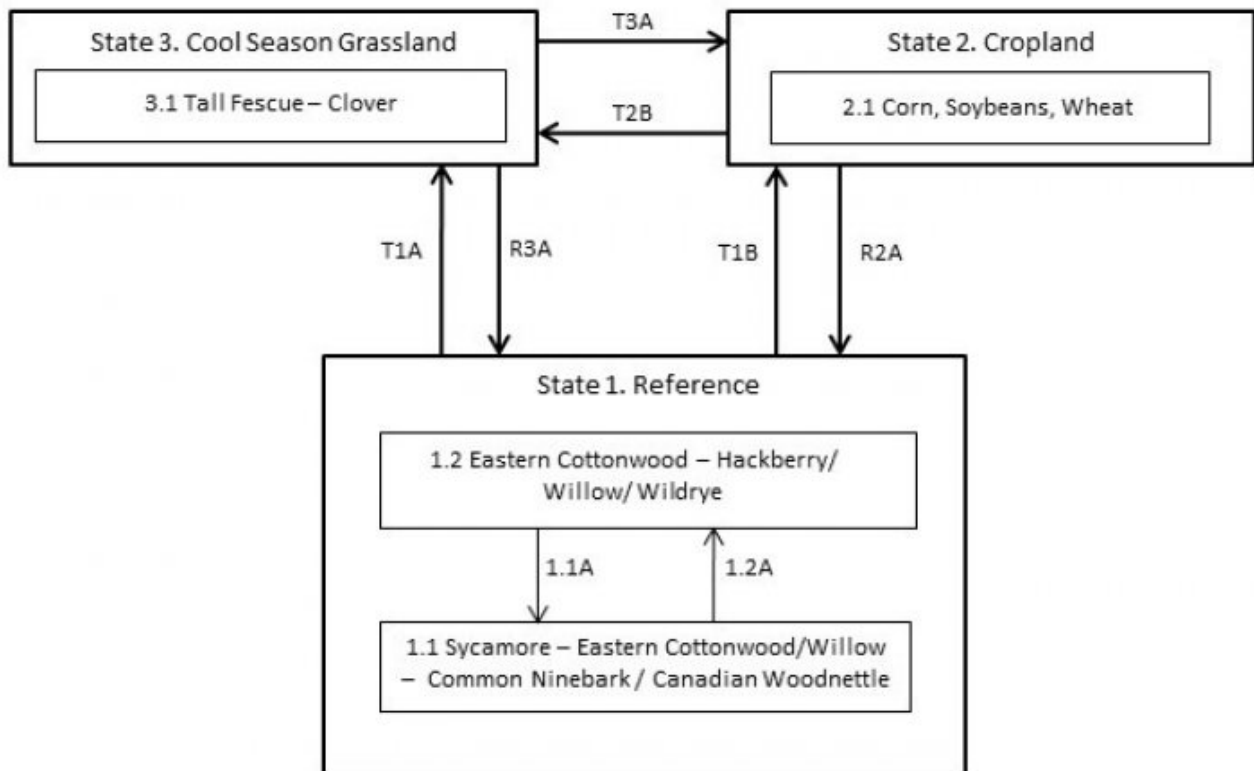 State 3. Cool Season Grassland
3.1 Tall Fescue – Clover
T3A
T2B
State 2. Cropland
2.1 Corn, Soybeans, Wheat
T1A
R3A
T1B
R2A
State 1. Reference
1.2 Eastern Cottonwood – Hackberry/
Willow/ Wildrye
1.1A
1.2A
1.1 Sycamore – Eastern Cottonwood/Willow
– Common Ninebark / Canadian Woodnettle